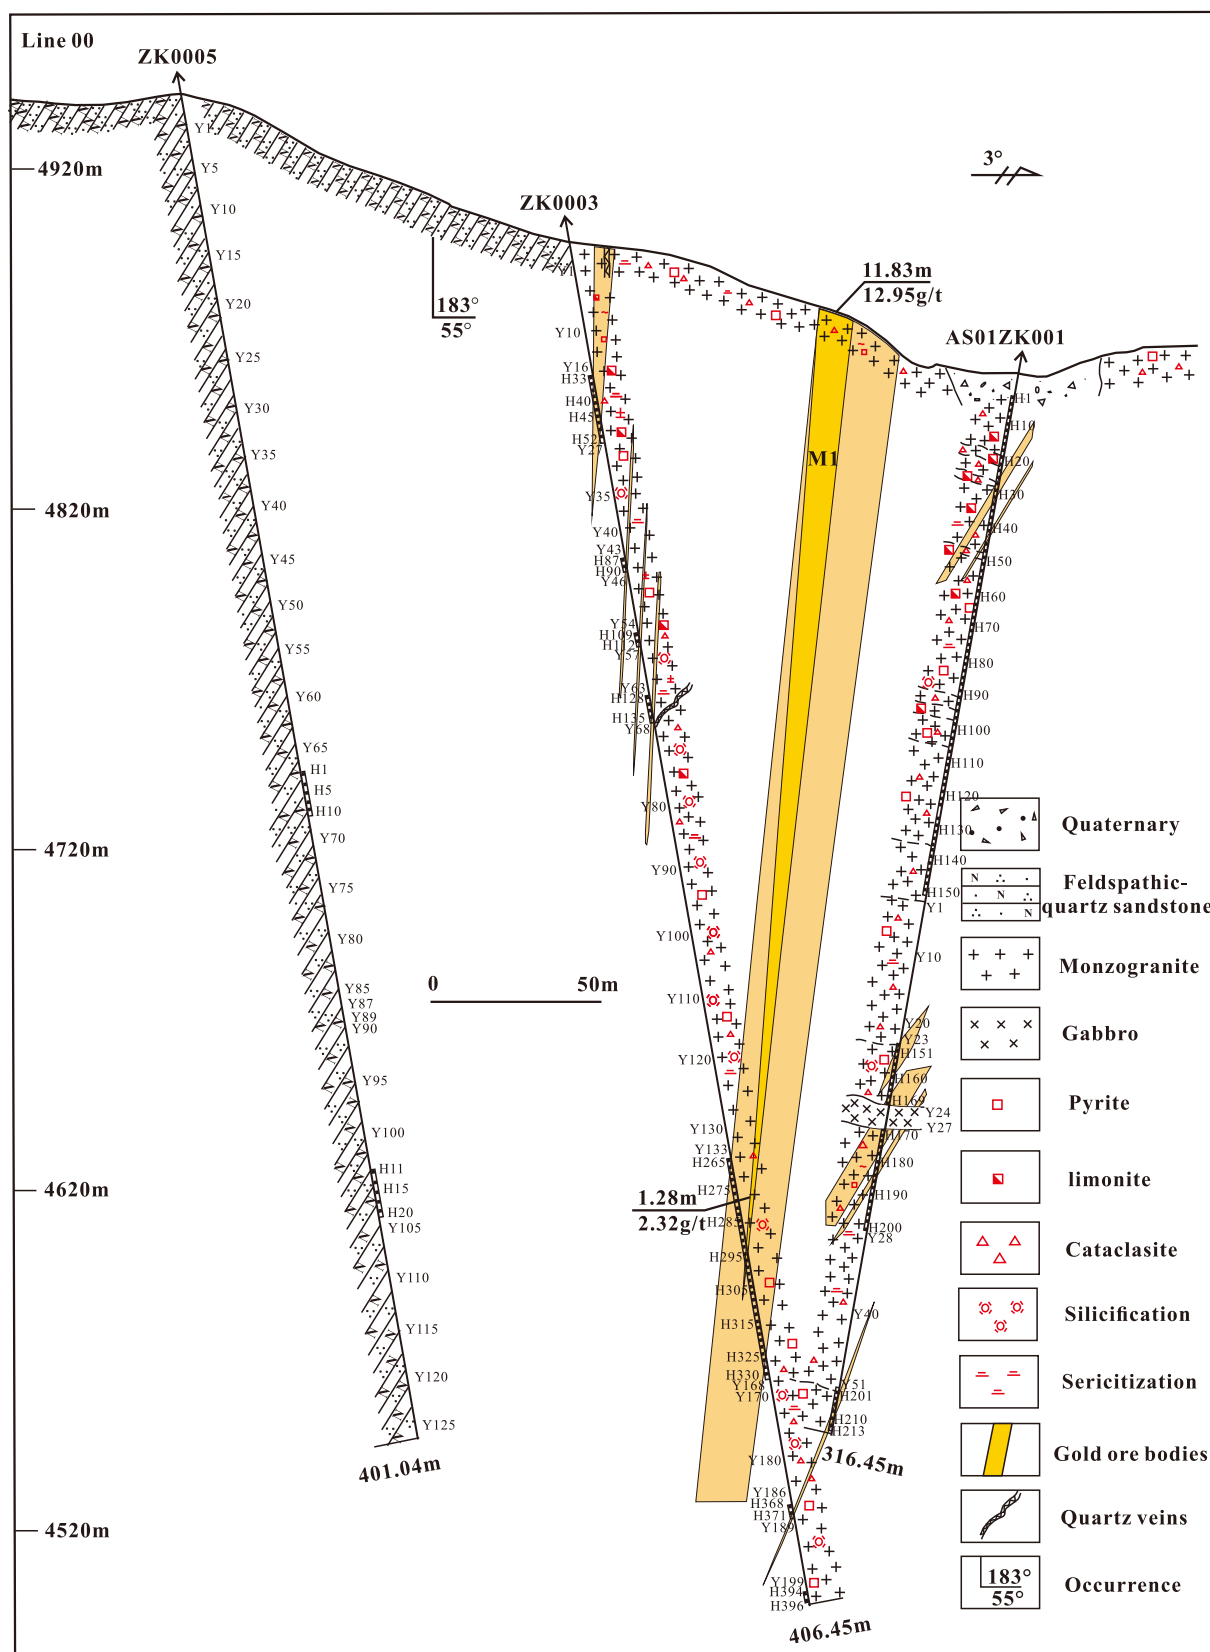 Line 00
ZK0005
ZK0003
3°
AS01ZK001
4920m
4820m
4720m
4620m
4520m
183°
55°
11.83m
12.95g/t
M1
0 50m
1.28m
2.32g/t
401.04m
406.45m
316.45m
Y1
Y5
Y10
Y15
Y20
Y25
Y30
Y35
Y40
Y45
Y50
Y55
Y60
Y65
H1
H5
H10
Y70
Y75
Y80
Y85
Y87
Y89
Y90
Y95
Y100
H11
H15
H20
Y105
Y110
Y115
Y120
Y125
Y1
Y10
Y16
H33
H40
H45
H52
Y27
Y35
Y40
Y43
H87
H90
Y46
Y54
H109
H112
Y57
Y63
H128
H135
Y68
Y80
Y90
Y100
Y110
Y120
Y130
Y133
H265
H275
H285
H295
H305
H315
H325
H330
Y168
Y170
Y180
Y186
H368
H371
Y189
Y199
H394
H396
H1
H10
H20
H30
H40
H50
H60
H70
H80
H90
H100
H110
H120
H130
H140
H150
Y1
Y10
Y20
Y23
H151
H160
H169
Y24
Y27
H170
H180
H190
H200
Y28
Y40
Y51
H201
H210
H213
Quaternary
N
N
N
Feldspathic-
quartz sandstone
Monzogranite
Gabbro
Pyrite
limonite
Cataclasite
Silicification
Sericitization
Gold ore bodies
Quartz veins
183°
55°
Occurrence